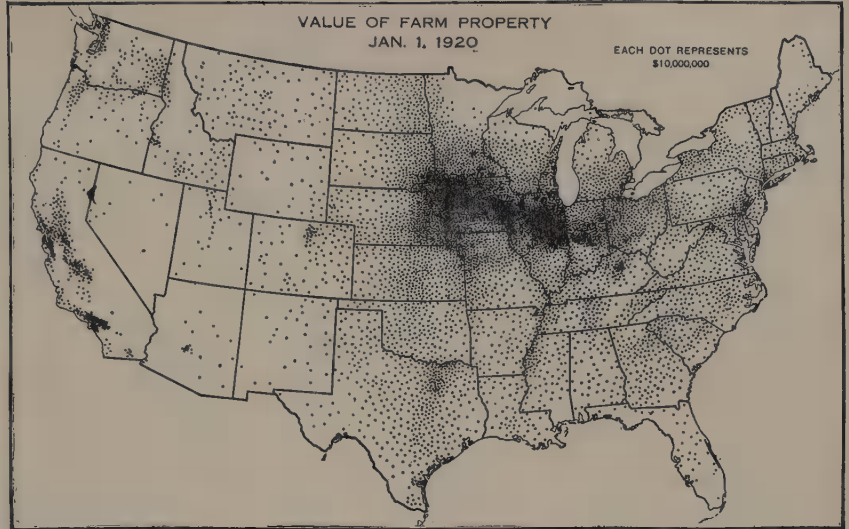 VALUE OF FARM PROPERTY
JAN. 1, 1920
EACH DOT REPRESENTS
$10,000,000